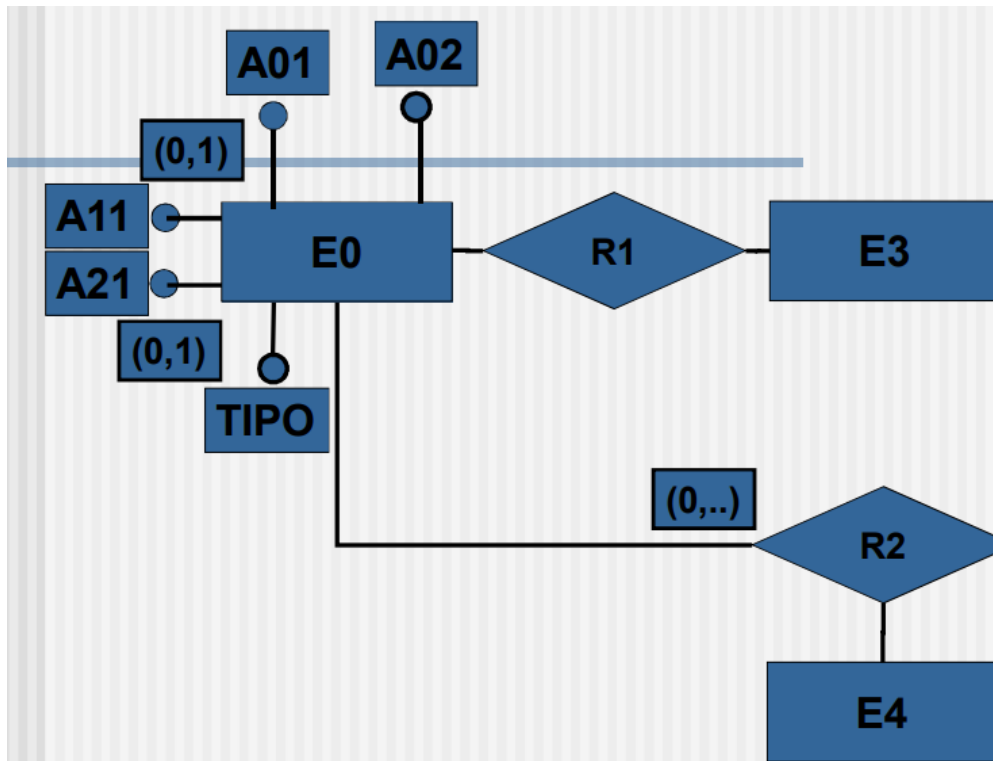 A01
A02
(0,1)
A11
E0
R1
E3
A21
(0,1)
TIPO
(0,..)
R2
E4